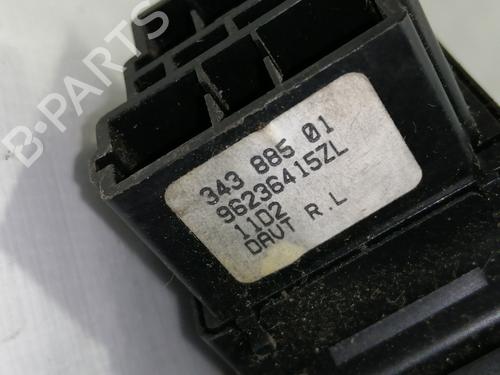 B-PARTS
343 885 01
96236415ZL
11D2
DAVT R.L